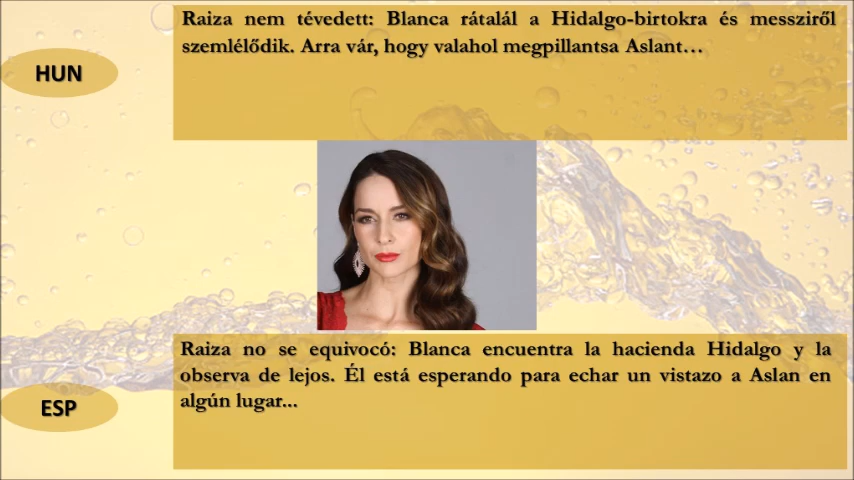 HUN
Raiza nem tévedett: Blanca rátalál a Hidalgo-birtokra és messziről
szemlélődik. Arra vár, hogy valahol megpillantsa Aslant…
ESP
Raiza no se equivocó: Blanca encuentra la hacienda Hidalgo y la
observa de lejos. Él está esperando para echar un vistazo a Aslan en
algún lugar...